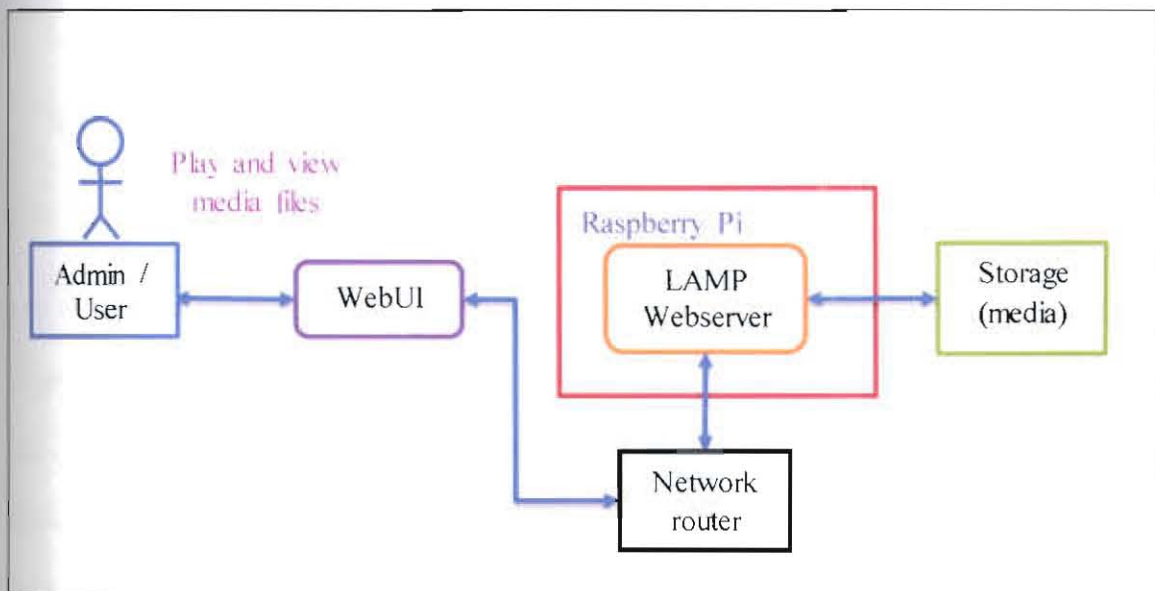 Play and view
media files
Admin /
User
WebUI
Raspberry Pi
LAMP
Webserver
Storage
(media)
Network
router